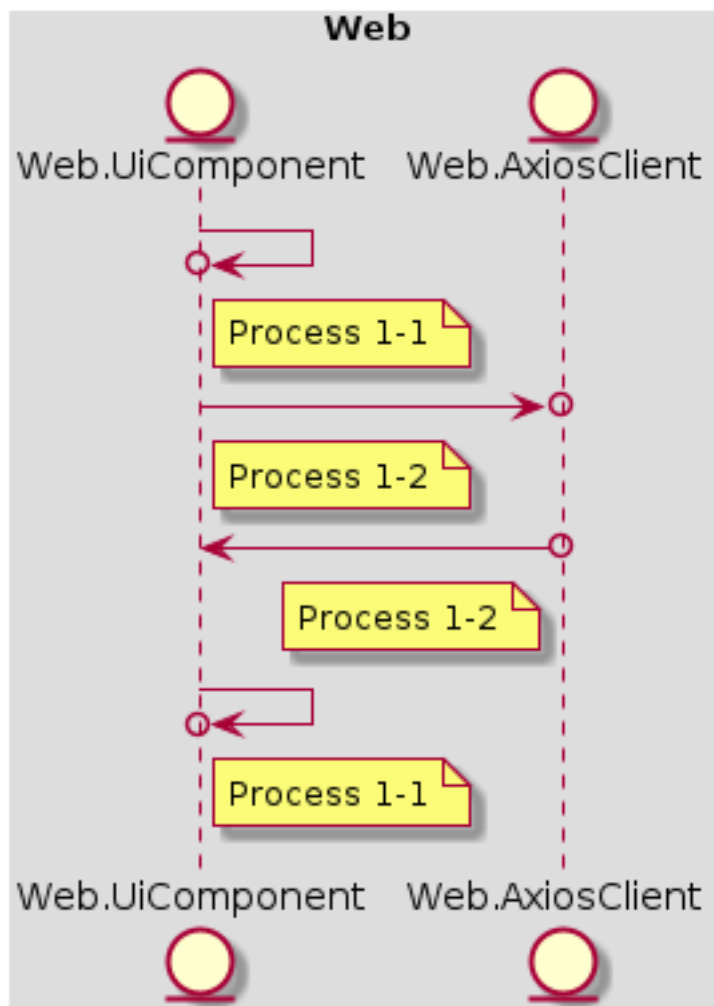 Web
Web.UiComponent Web.AxiosClient
Process 1-1
Process 1-2
Process 1-2
Process 1-1
Web.UiComponent Web.AxiosClient